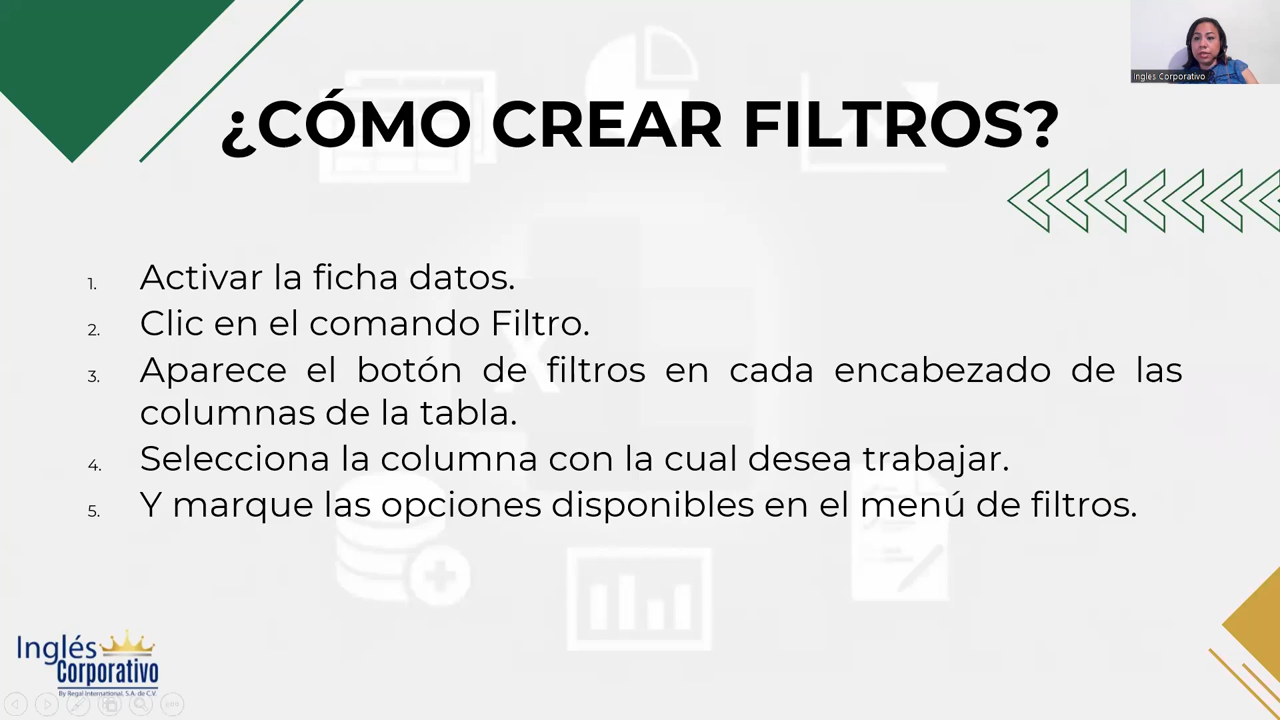 Ingles Corporativo
¿CÓMO CREAR FILTROS?
1. Activar la ficha datos.
2. Clic en el comando Filtro.
3. Aparece el botón de filtros en cada encabezado de las
columnas de la tabla.
4. Selecciona la columna con la cual desea trabajar.
5. Y marque las opciones disponibles en el menú de filtros.
Inglés
Corporativo
By Regal International, S.A. de C.V.